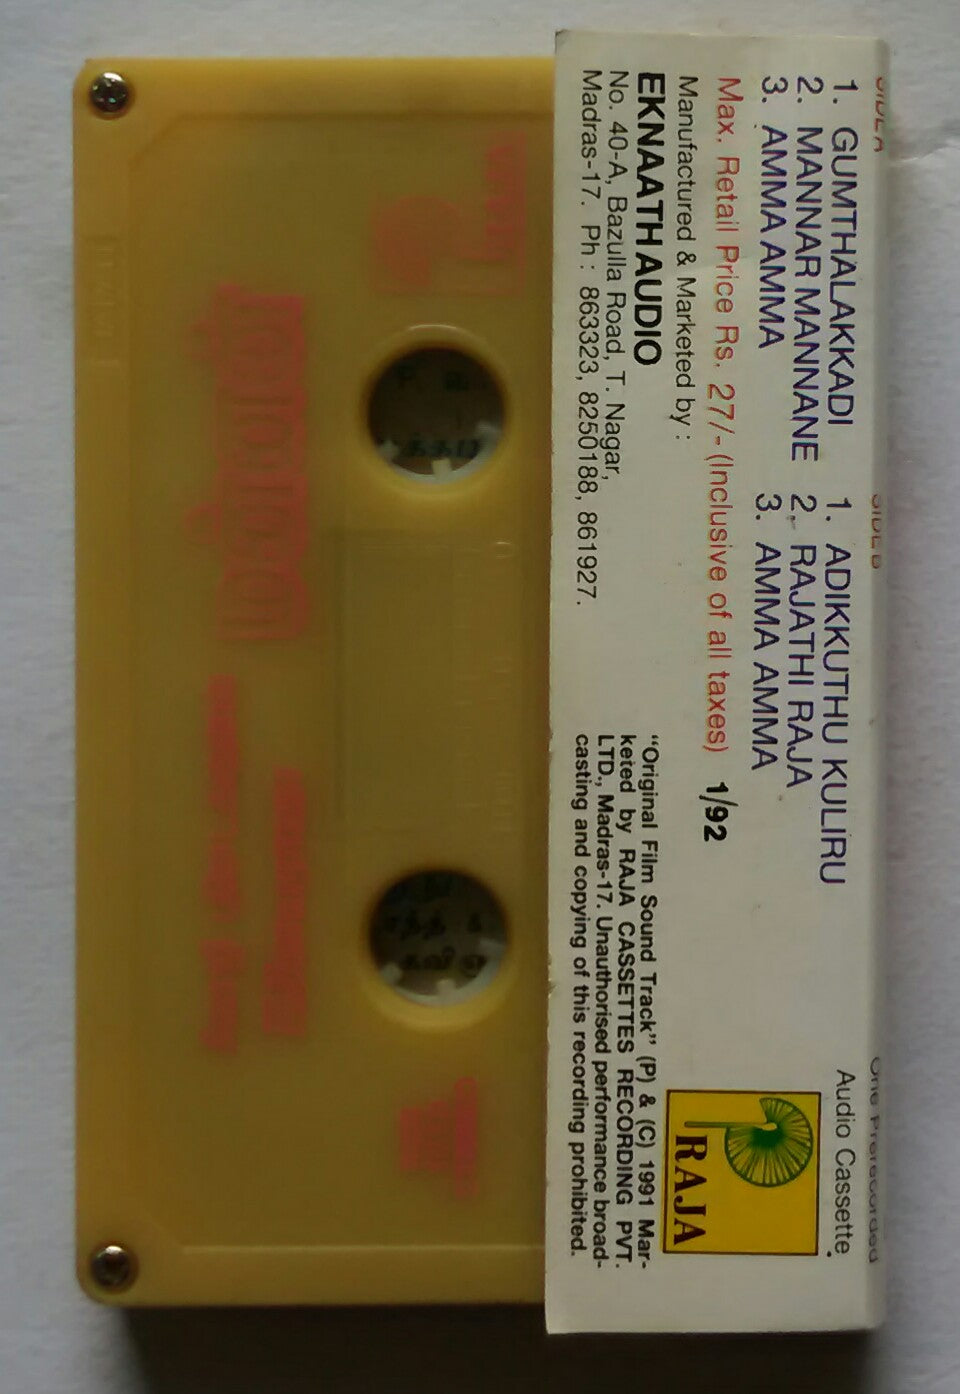 SIDE A
1. GUMTHALAKKADI
2. MANNAR MANNANE
3. AMMA AMMA
SIDE B
1. ADIKKUTHU KULIRU
2. RAJATHI RAJA
3. AMMA AMMA
One Prerecorded
Audio Cassette
Max. Retail Price Rs. 27/- (Inclusive of all taxes) 1/92
Manufactured & Marketed by :
EKNAATH AUDIO
No. 40-A, Bazulla Road, T. Nagar,
Madras-17. Ph : 863323, 8250188, 861927.
RAJA
"Original Film Sound Track" (P) & (C) 1991 Mar-
keted by RAJA CASSETTES RECORDING PVT.
LTD., Madras-17. Unauthorised performance broad-
casting and copying of this recording prohibited.